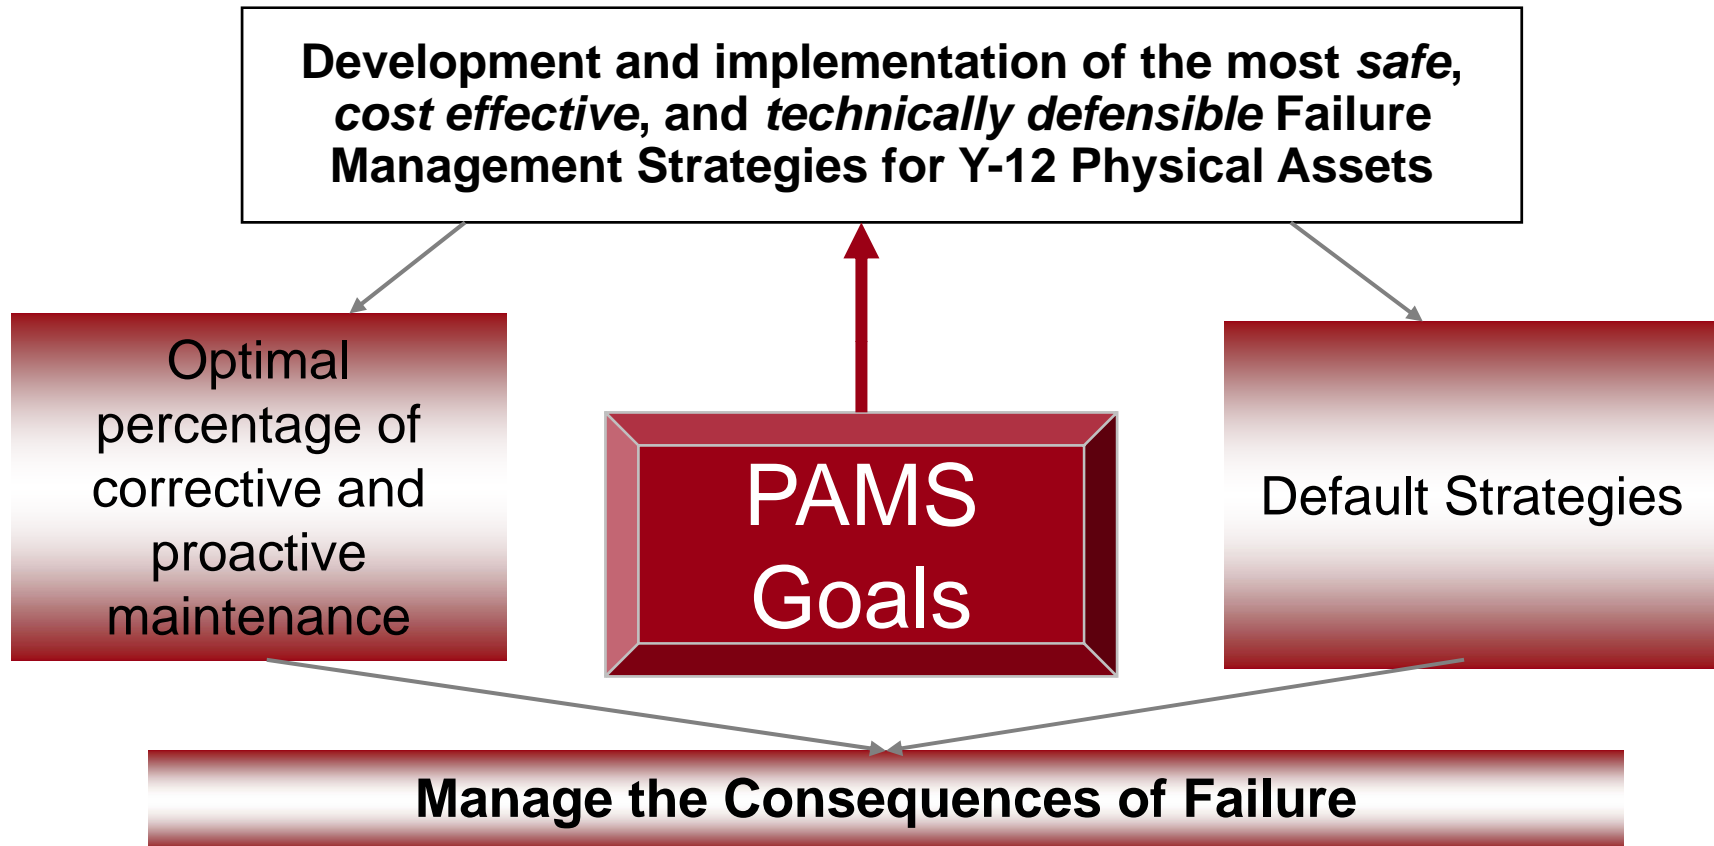 Development and implementation of the most safe,
cost effective, and technically defensible Failure
Management Strategies for Y-12 Physical Assets
Optimal
percentage of
corrective and
proactive
maintenance
PAMS
Goals
Default Strategies
Manage the Consequences of Failure